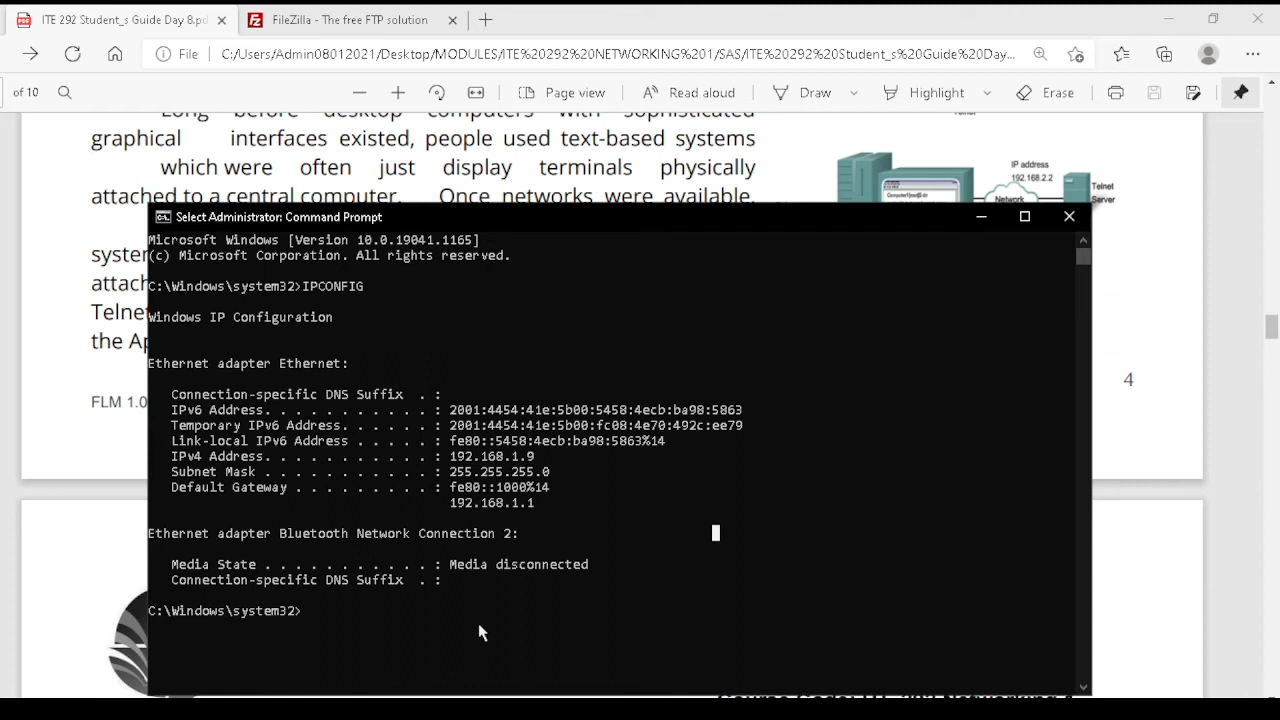 ITE 292 Student_s Guide Day 8.pd
FileZilla - The free FTP solution
File
C:/Users/Admin08012021/Desktop/MODULES/ITE%20292%20NETWORKING%201/SAS/ITE%20292%20Student_s%20Guide%20Day...
of 10
Page view
Read aloud
Draw
Highlight
Erase
Long before desktop computers with sophisticated
graphical interfaces existed, people used text-based systems
which were often just display terminals physically
attached to a central computer. Once networks were available,
Telnet
IP address
192.168.2.2
Network
Telnet
Server
Select Administrator: Command Prompt
Microsoft Windows [Version 10.0.19041.1165]
(c) Microsoft Corporation. All rights reserved.
C:\Windows\system32>IPCONFIG
Windows IP Configuration
Ethernet adapter Ethernet:
Connection-specific DNS Suffix . :
IPv6 Address. . . . . . . . . . . : 2001:4454:41e:5b00:5458:4ecb:ba98:5863
Temporary IPv6 Address. . . . . . : 2001:4454:41e:5b00:fc08:4e70:492c:ee79
Link-local IPv6 Address . . . . . : fe80::5458:4ecb:ba98:5863%14
IPv4 Address. . . . . . . . . . . : 192.168.1.9
Subnet Mask . . . . . . . . . . . : 255.255.255.0
Default Gateway . . . . . . . . . : fe80::1000%14
192.168.1.1
Ethernet adapter Bluetooth Network Connection 2:
Media State . . . . . . . . . . . : Media disconnected
Connection-specific DNS Suffix . :
C:\Windows\system32>
syster
attach
Telne
the Ap
FLM 1.0
4